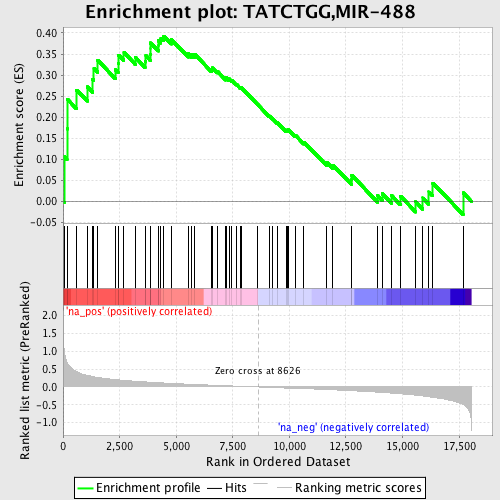 Enrichment plot: TATCTGG,MIR-488
Enrichment score (ES)
0.40
0.35
0.30
0.25
0.20
0.15
0.10
0.05
0.00
-0.05
'na_pos' (positively correlated)
Ranked list metric (PreRanked)
2.0
1.5
1.0
0.5
0.0
-0.5
-1.0
Zero cross at 8626
'na_neg' (negatively correlated)
0 2,500 5,000 7,500 10,000 12,500 15,000 17,500
Rank in Ordered Dataset
Enrichment profile Hits Ranking metric scores